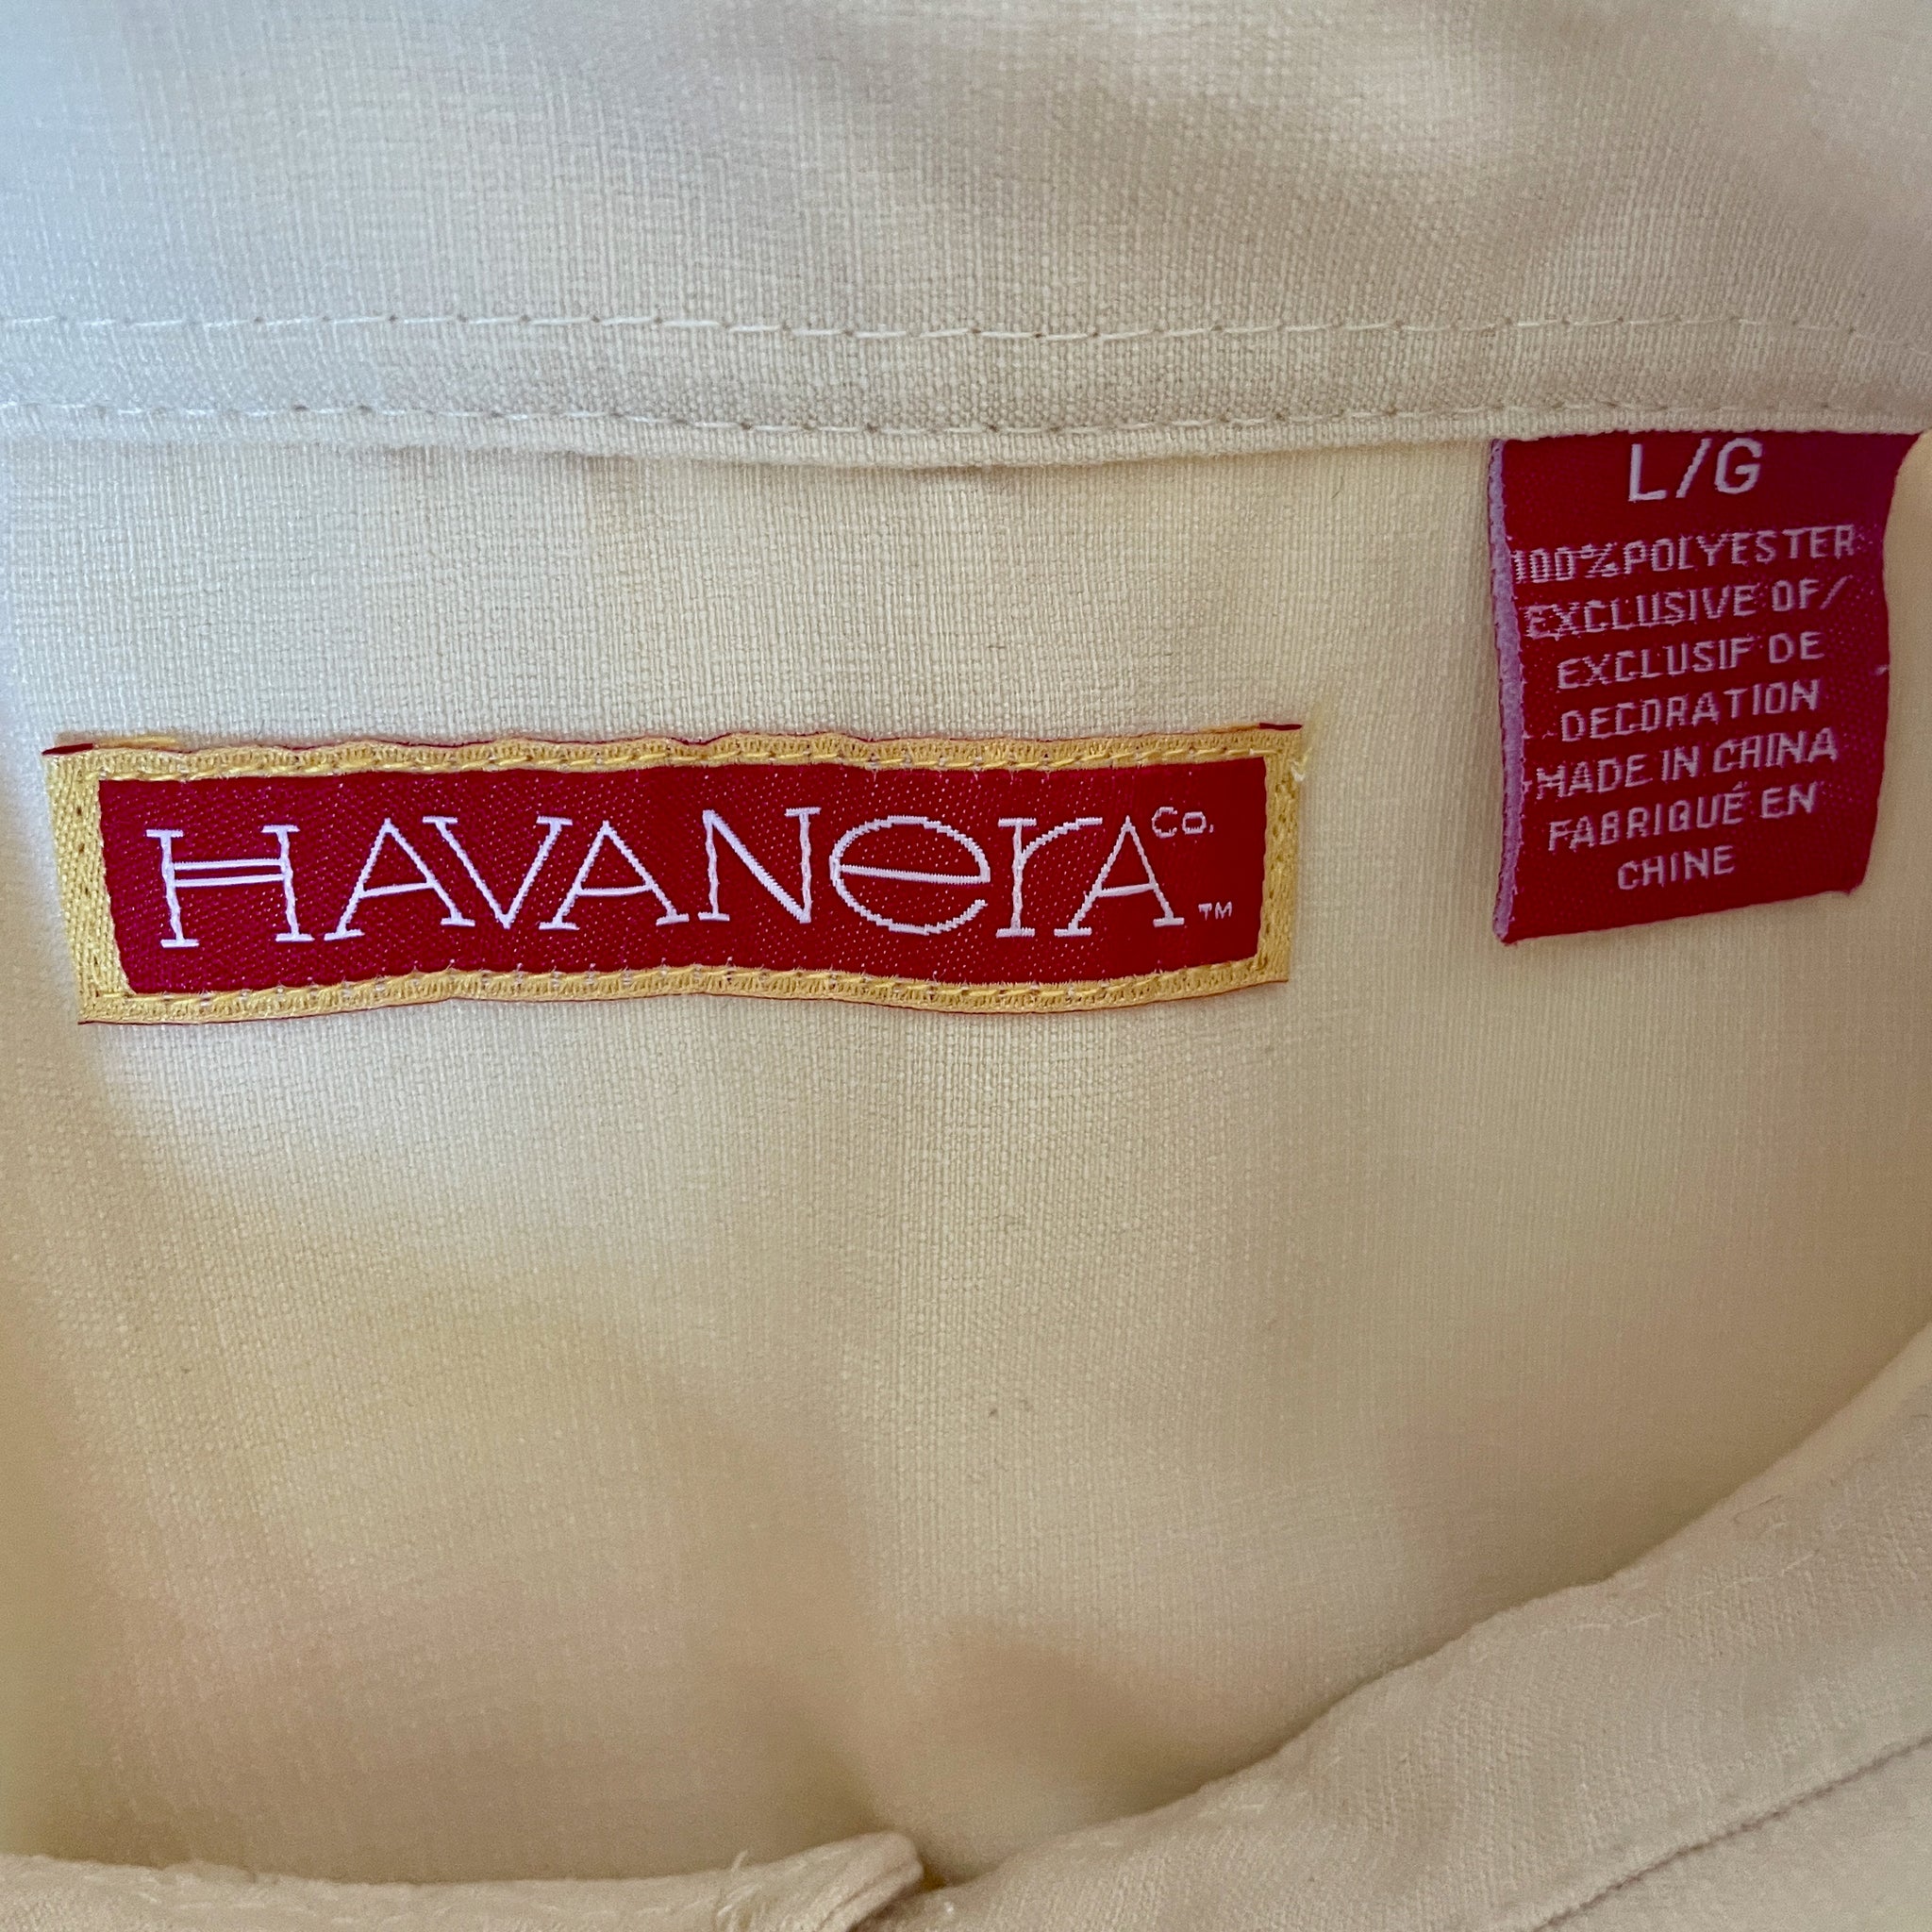 HAVANerA Co. TM
L/G
100%POLYESTER
EXCLUSIVE OF/
EXCLUSIF DE
DECORATION
MADE IN CHINA
FABRIQUÉ EN
CHINE